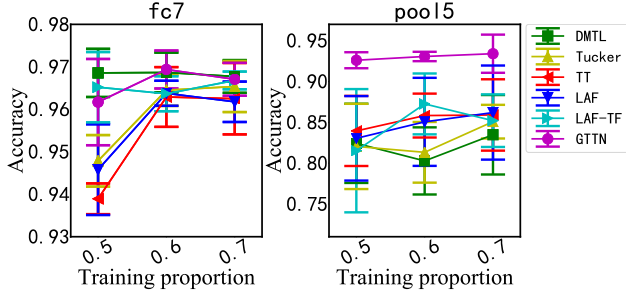 fc7
pool5
0.98
0.97
0.96
0.95
0.94
0.93
Accuracy
0.5
0.6
0.7
Training proportion
0.95
0.90
0.85
0.80
0.75
Accuracy
0.5
0.6
0.7
Training proportion
DMTL
Tucker
TT
LAF
LAF-TF
GTTN